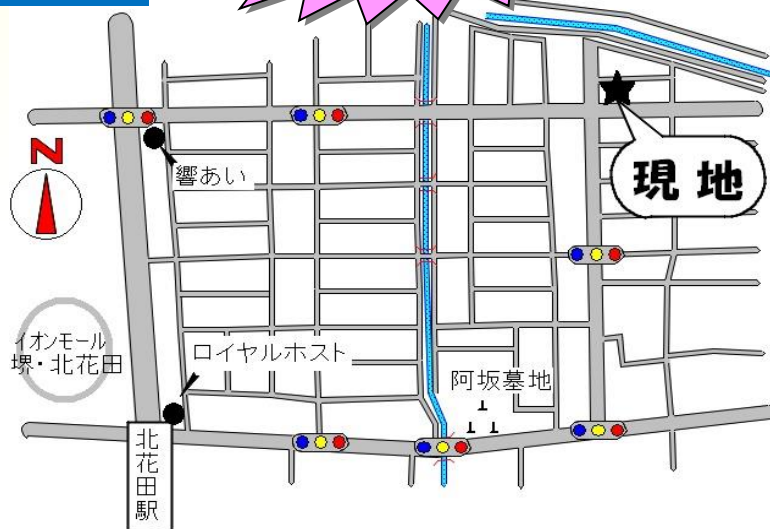 N
響あい
現地
イオンモール
堺・北花田
ロイヤルホスト
阿坂墓地
北花田駅